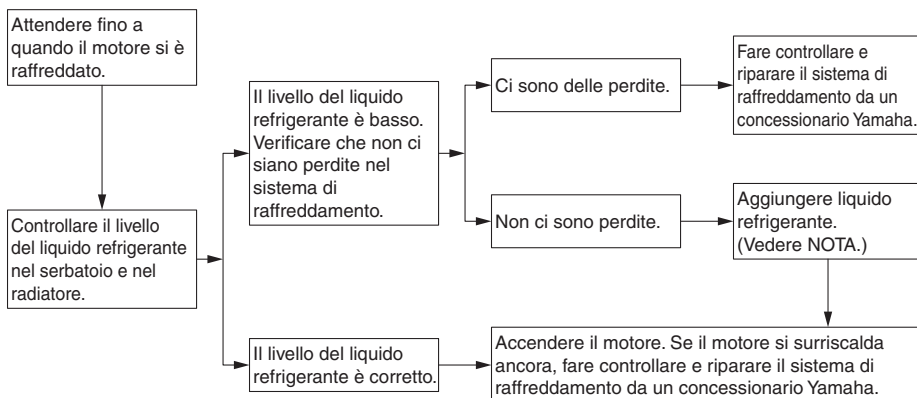 Attendere fino a
quando il motore si è
raffreddato.
Controllare il livello
del liquido refrigerante
nel serbatoio e nel
radiatore.
Il livello del liquido
refrigerante è basso.
Verificare che non ci
siano perdite nel
sistema di
raffreddamento.
Ci sono delle perdite.
Fare controllare e
riparare il sistema di
raffreddamento da un
concessionario Yamaha.
Non ci sono perdite.
Aggiungere liquido
refrigerante.
(Vedere NOTA.)
Il livello del liquido
refrigerante è corretto.
Accendere il motore. Se il motore si surriscalda
ancora, fare controllare e riparare il sistema di
raffreddamento da un concessionario Yamaha.